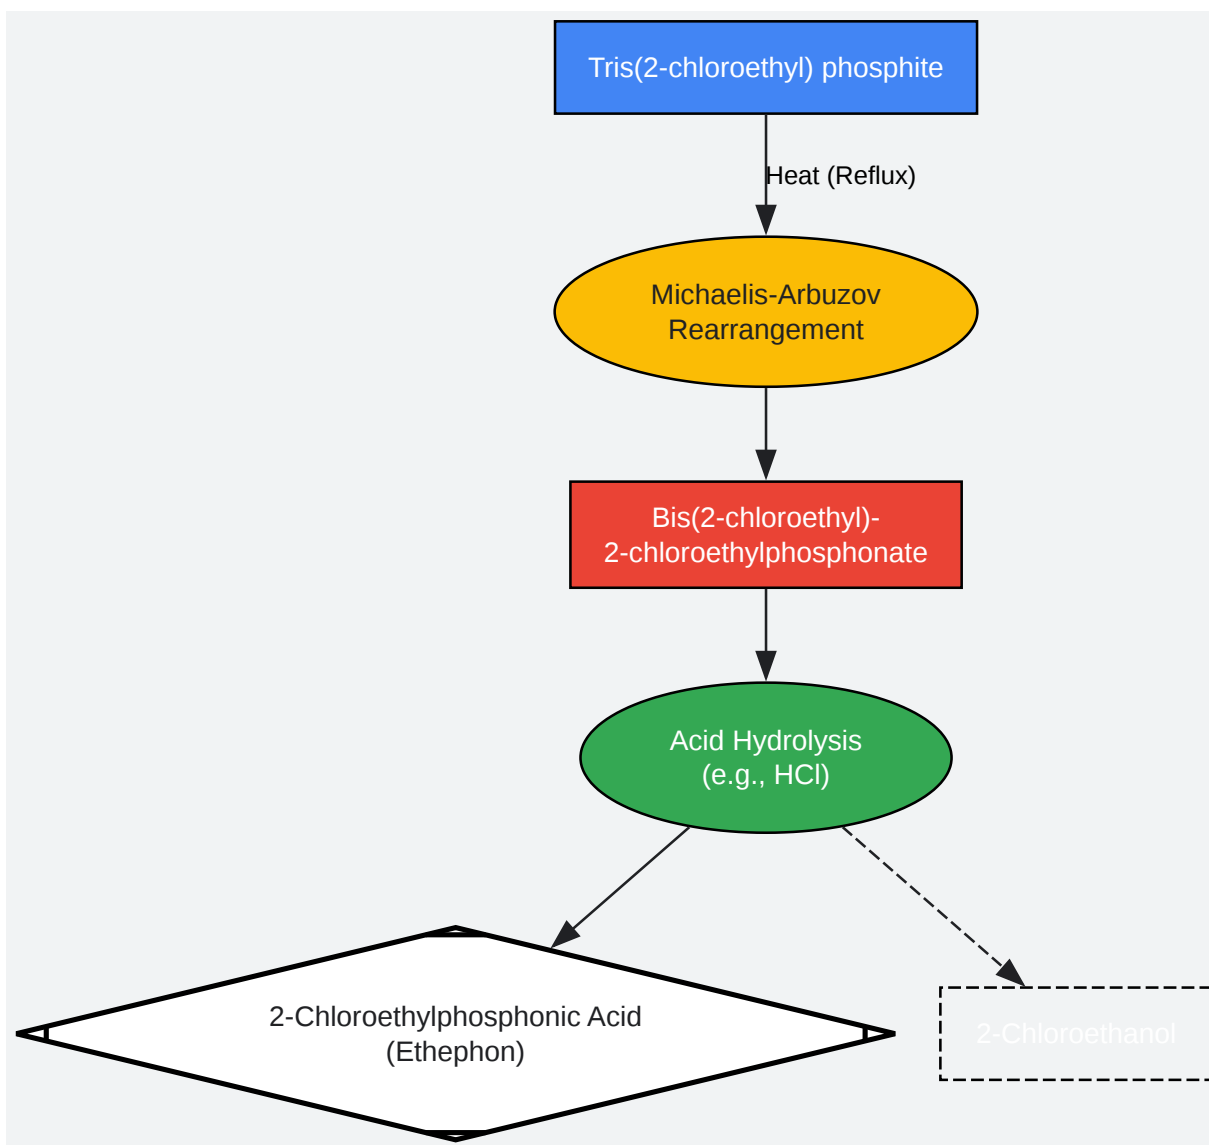 Tris(2-chloroethyl) phosphite
Heat (Reflux)
Michaelis-Arbuzov
Rearrangement
Bis(2-chloroethyl)-
2-chloroethylphosphonate
Acid Hydrolysis
(e.g., HCl)
2-Chloroethylphosphonic Acid
(Ethephon)
2-Chloroethanol